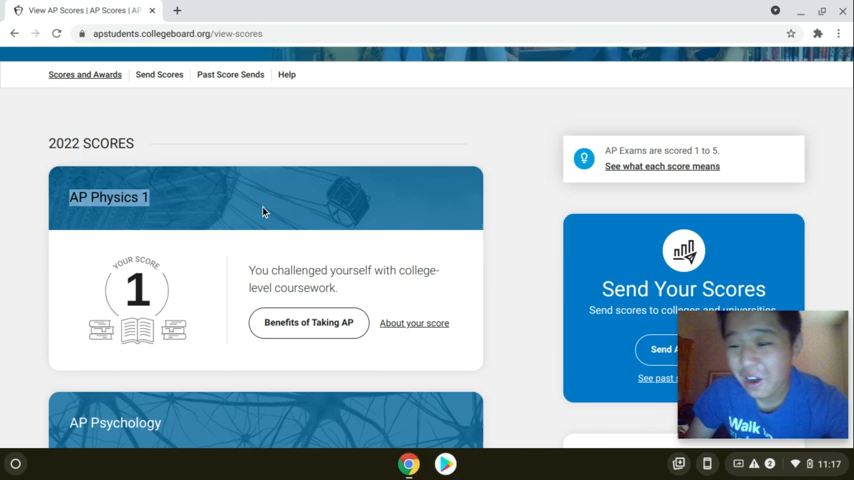 View AP Scores | AP Scores | AP
apstudents.collegeboard.org/view-scores
Scores and Awards
Send Scores
Past Score Sends
Help
2022 SCORES
AP Physics 1
YOUR SCORE
1
You challenged yourself with college-
level coursework.
Benefits of Taking AP
About your score
AP Psychology
AP Exams are scored 1 to 5.
See what each score means
Send Your Scores
Send scores to colleges and universities.
Send A
See past s
Walk
2
11:17